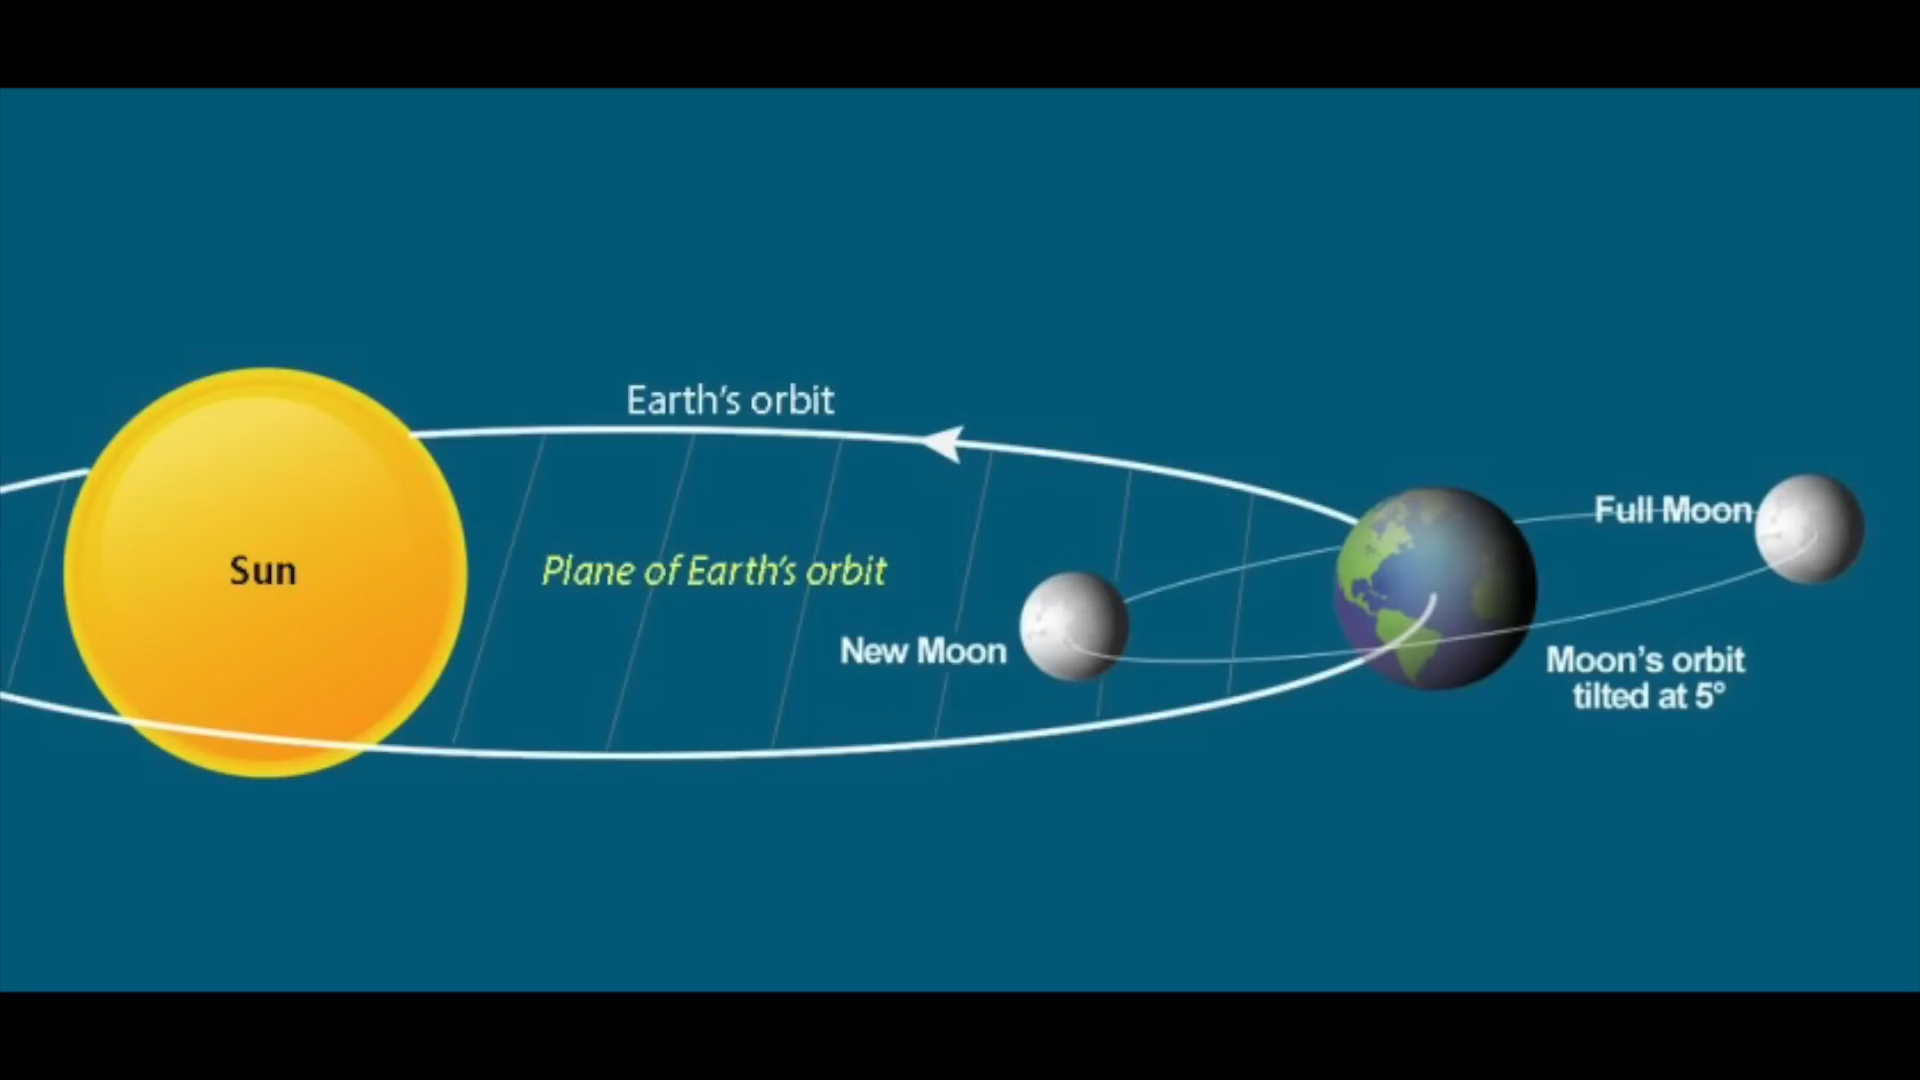 Earth's orbit
Full Moon
Sun
Plane of Earth's orbit
New Moon
Moon's orbit
tilted at 5°